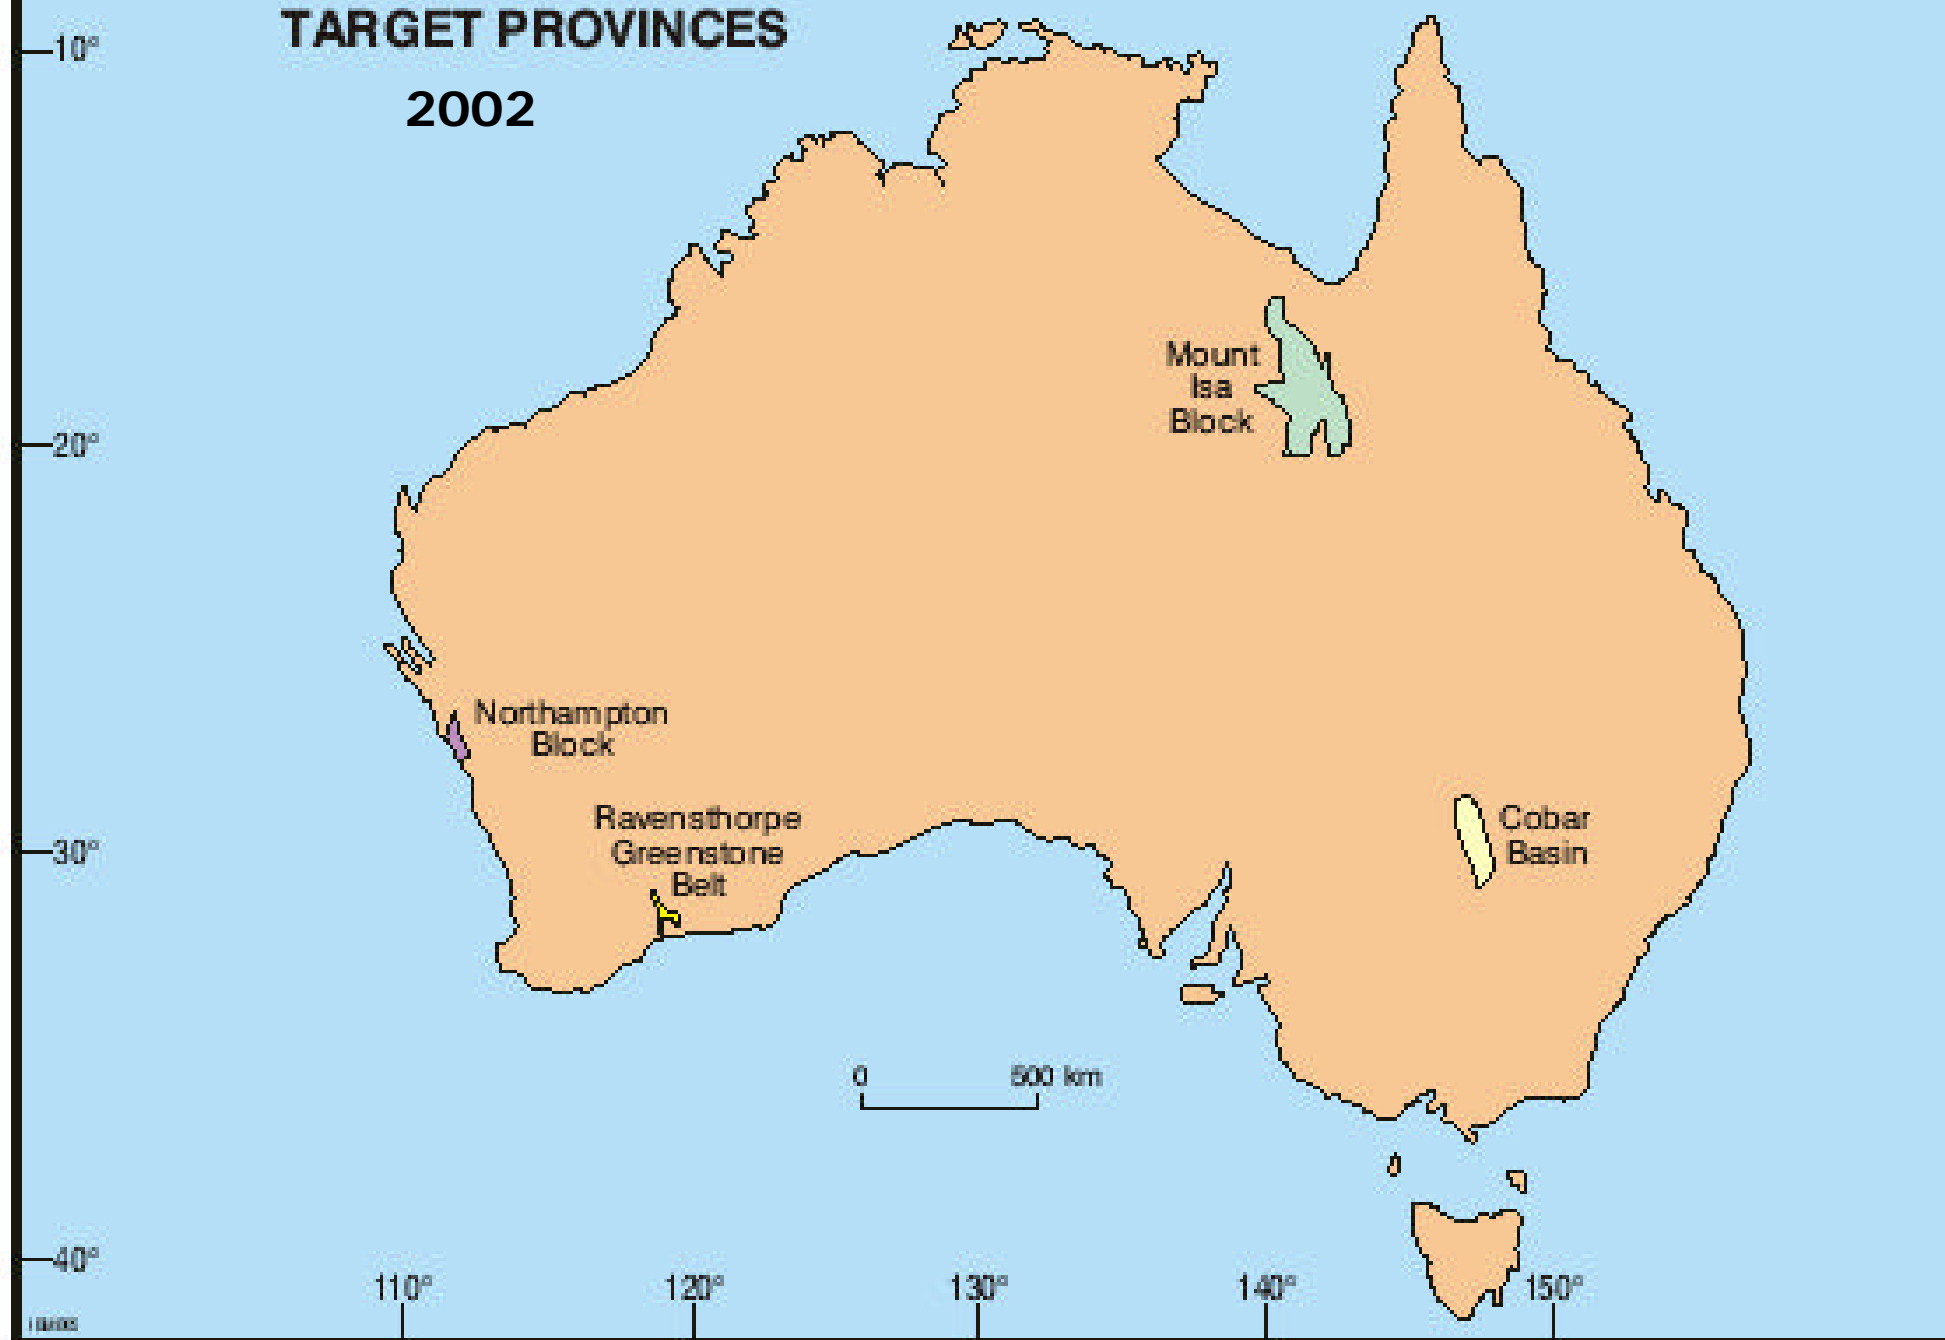 TARGET PROVINCES
2002
10°
20°
30°
40°
Mount
Isa
Block
Northampton
Block
Ravensthorpe
Greenstone
Belt
Cobar
Basin
0 500 km
110° 120° 130° 140° 150°